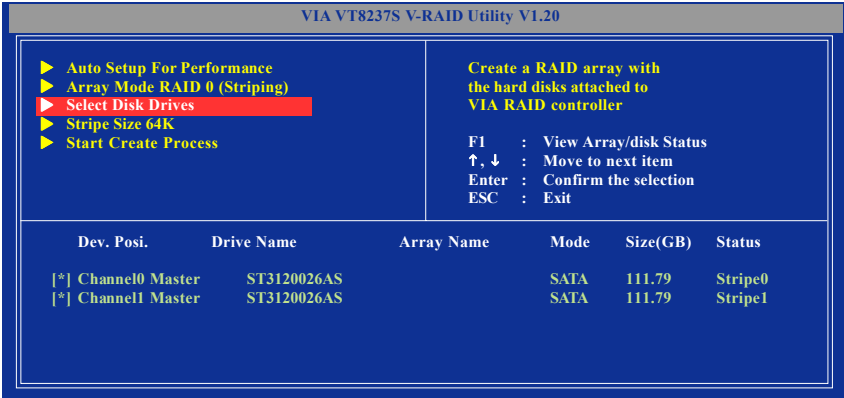 VIA VT8237S V-RAID Utility V1.20
Auto Setup For Performance
Array Mode RAID 0 (Striping)
Select Disk Drives
Stripe Size 64K
Start Create Process
Create a RAID array with
the hard disks attached to
VIA RAID controller
F1 : View Array/disk Status
↑, ↓ : Move to next item
Enter : Confirm the selection
ESC : Exit
Dev. Posi. Drive Name Array Name Mode Size(GB) Status
[*] Channel0 Master ST3120026AS SATA 111.79 Stripe0
[*] Channel1 Master ST3120026AS SATA 111.79 Stripe1